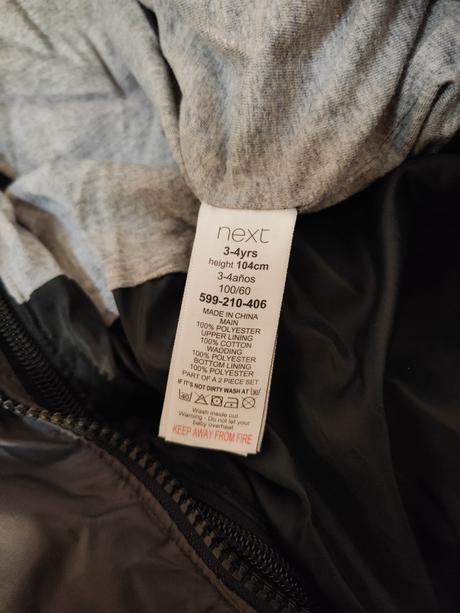 next
3-4yrs
height 104cm
3-4años
100/60
599-210-406
MADE IN CHINA
MAIN
100% POLYESTER
UPPER LINING
100% COTTON
WADDING
100% POLYESTER
BOTTOM LINING
100% POLYESTER
PART OF A 2 PIECE SET
IF IT'S NOT DIRTY WASH AT 30
Wash inside out
Warning - Do not let your
baby overheat
KEEP AWAY FROM FIRE